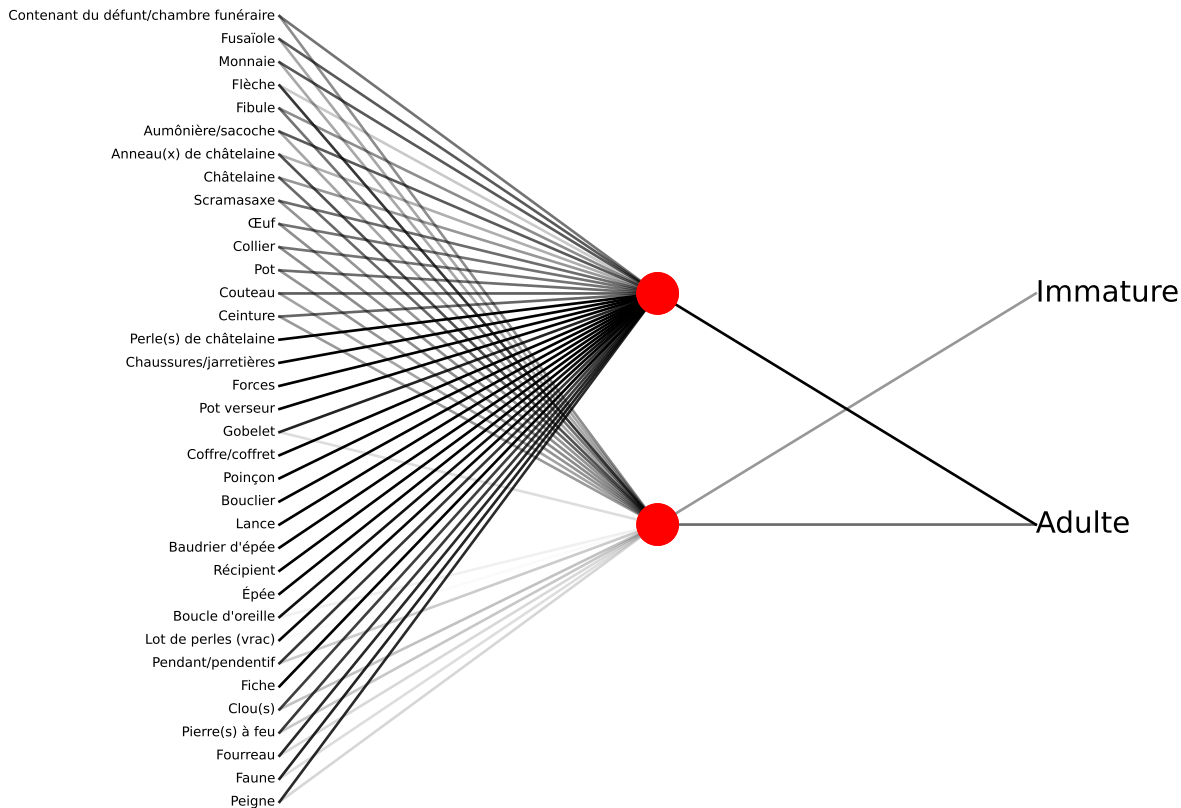 Contenant du défunt/chambre funéraire
Fusaïole
Monnaie
Flèche
Fibule
Aumônière/sacoche
Anneau(x) de châtelaine
Châtelaine
Scramasaxe
Œuf
Collier
Pot
Couteau
Ceinture
Perle(s) de châtelaine
Chaussures/jarretières
Forces
Pot verseur
Gobelet
Coffre/coffret
Poinçon
Bouclier
Lance
Baudrier d'épée
Récipient
Épée
Boucle d'oreille
Lot de perles (vrac)
Pendant/pendentif
Fiche
Clou(s)
Pierre(s) à feu
Fourreau
Faune
Peigne
Immature
Adulte